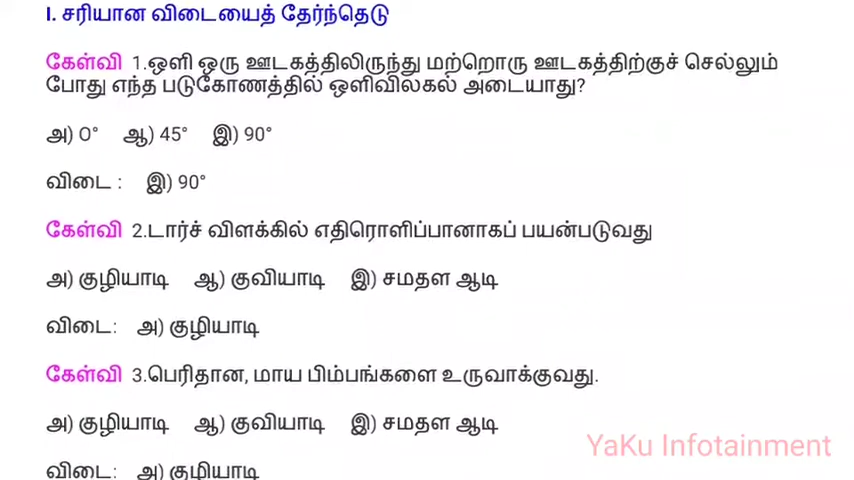 I. சரியான விடையைத் தேர்ந்தெடு
கேள்வி 1.ஒளி ஒரு ஊடகத்திலிருந்து மற்றொரு ஊடகத்திற்குச் செல்லும்
போது எந்த படுகோணத்தில் ஒளிவிலகல் அடையாது?
அ) 0° ஆ) 45° இ) 90°
விடை : இ) 90°
கேள்வி 2.டார்ச் விளக்கில் எதிரொளிப்பானாகப் பயன்படுவது
அ) குழியாடி ஆ) குவியாடி இ) சமதள ஆடி
விடை: அ) குழியாடி
கேள்வி 3.பெரிதான, மாய பிம்பங்களை உருவாக்குவது.
அ) குழியாடி ஆ) குவியாடி இ) சமதள ஆடி
YaKu Infotainment
விடை: அ) குழியாடி